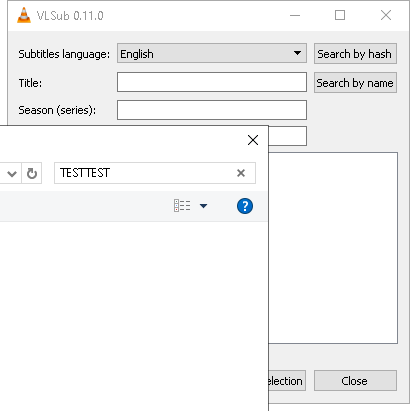 VLSub 0.11.0
Subtitles language: English Search by hash
Title: Search by name
Season (series):
TESTTEST
?
election Close